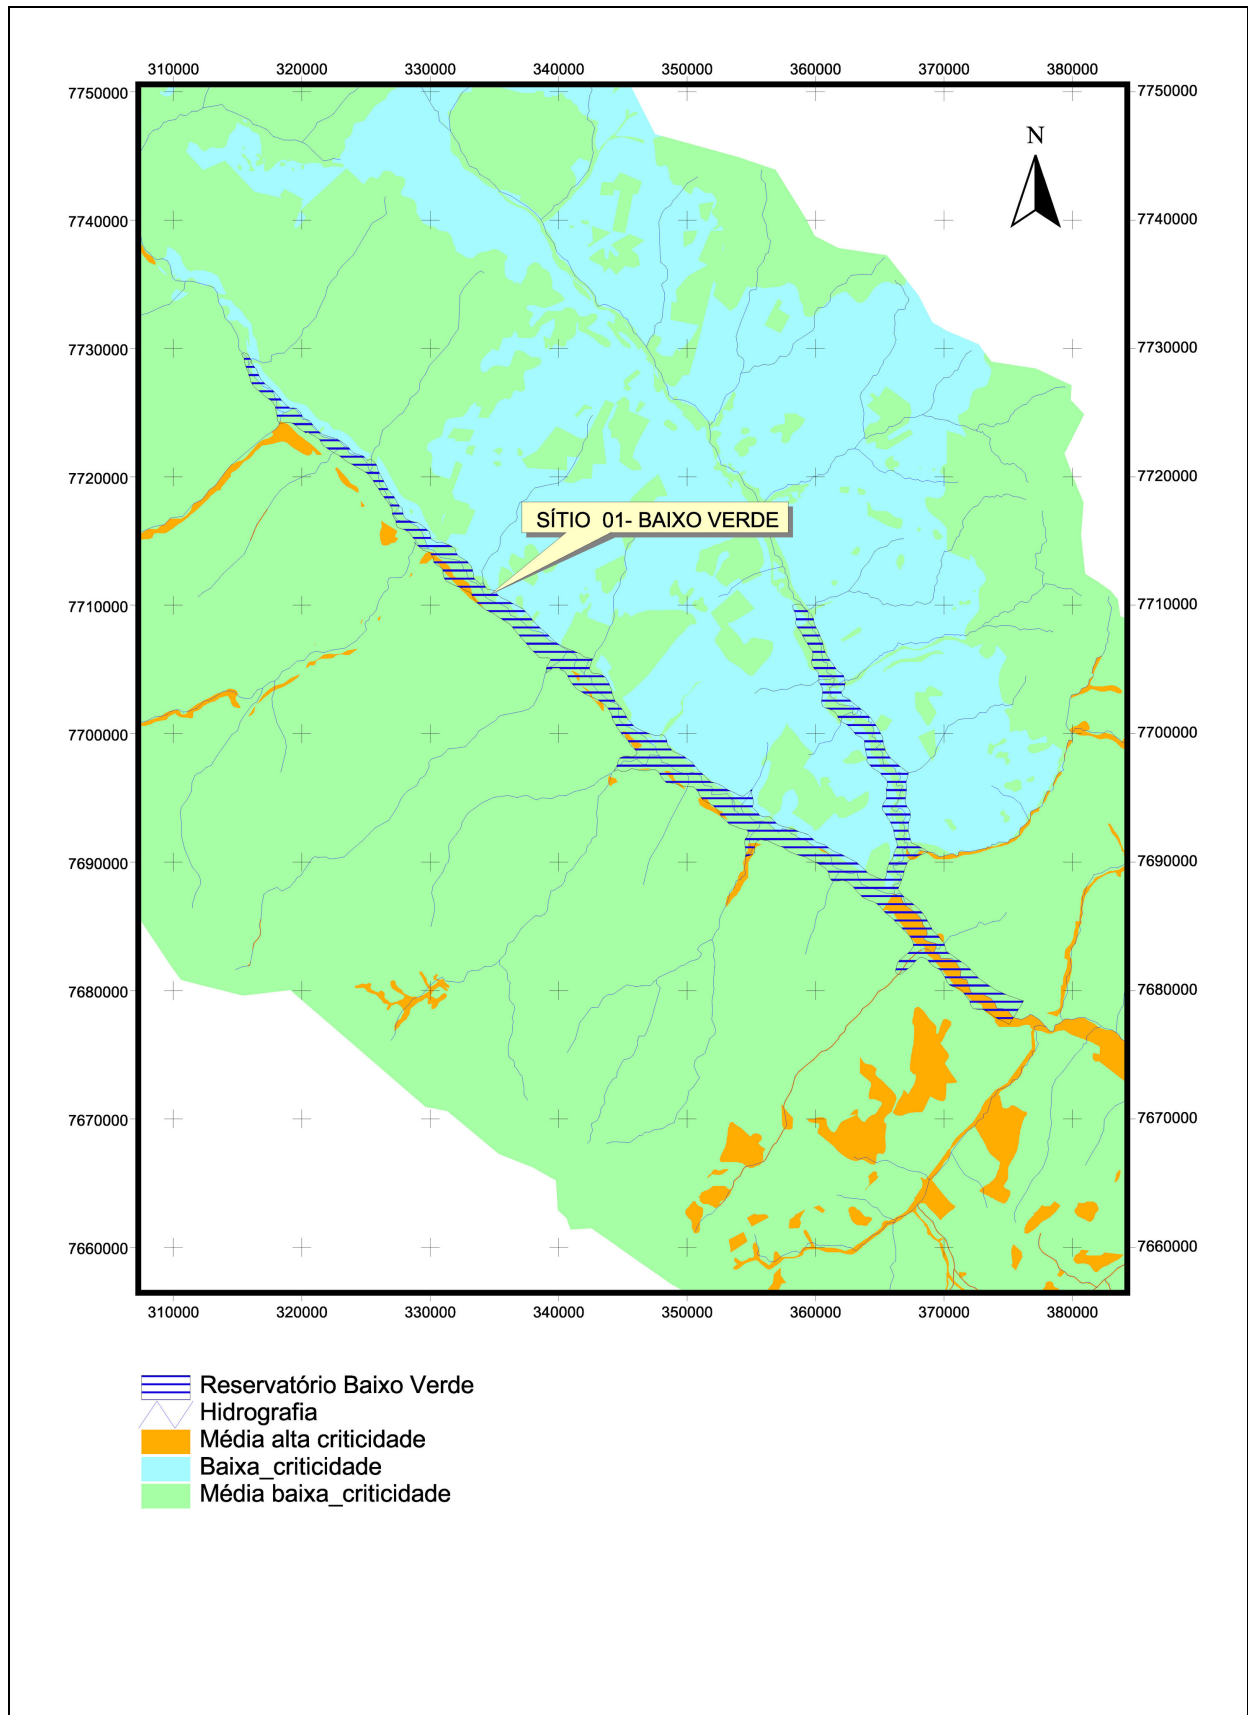 310000 320000 330000 340000 350000 360000 370000 380000
7750000 7750000
N
7740000 7740000
7730000 7730000
7720000 7720000
SÍTIO 01- BAIXO VERDE
7710000 7710000
7700000 7700000
7690000 7690000
7680000 7680000
7670000 7670000
7660000 7660000
310000 320000 330000 340000 350000 360000 370000 380000
Reservatório Baixo Verde
Hidrografia
Média alta criticidade
Baixa_criticidade
Média baixa_criticidade